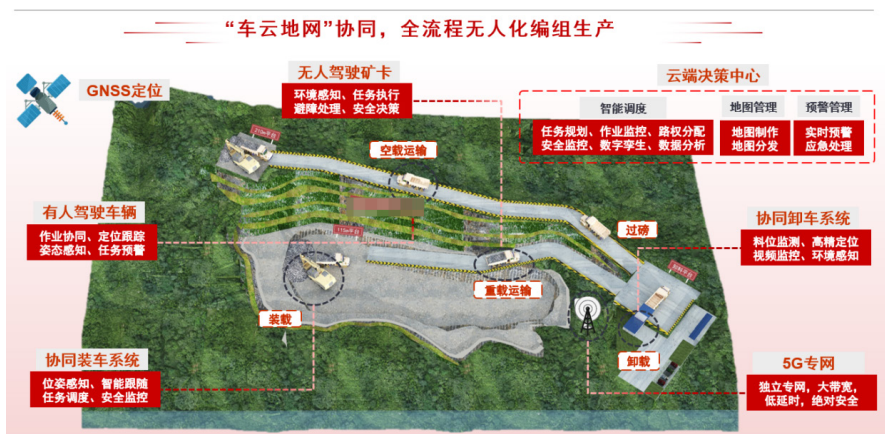 “车云地网”协同，全流程无人化编组生产
GNSS定位
无人驾驶矿卡
环境感知、任务执行
避障处理、安全决策
云端决策中心
智能调度
任务规划、作业监控、路权分配
安全监控、数字孪生、数据分析
地图管理
地图制作
地图分发
预警管理
实时预警
应急处理
空载运输
有人驾驶车辆
作业协同、定位跟踪
姿态感知、任务预警
过磅
协同卸车系统
料位监测、高精定位
视频监控、环境感知
重载运输
装载
卸载
协同装车系统
位姿感知、智能跟随
任务调度、安全监控
5G专网
独立专网，大带宽，
低延时，绝对安全